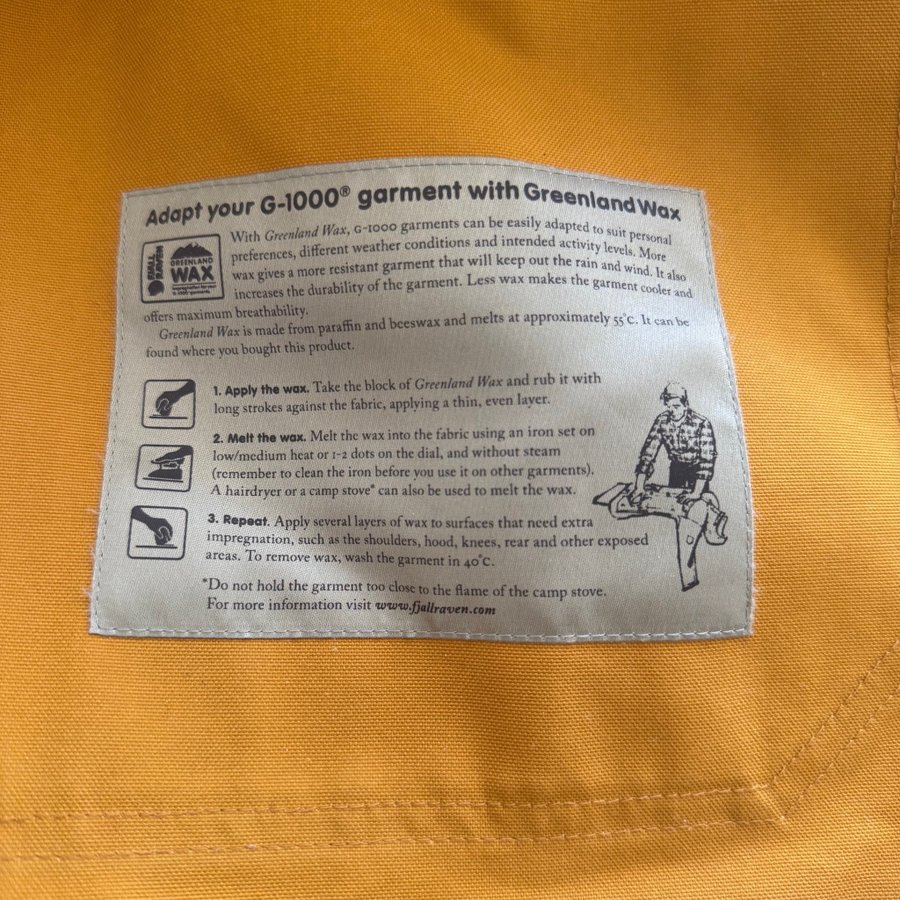 Adapt your G-1000® garment with Greenland Wax
FJÄLL
RÄVEN
GREENLAND
WAX
impregnation for your
G-1000® garments
With Greenland Wax, G-1000 garments can be easily adapted to suit personal
preferences, different weather conditions and intended activity levels. More
wax gives a more resistant garment that will keep out the rain and wind. It also
increases the durability of the garment. Less wax makes the garment cooler and
offers maximum breathability.
Greenland Wax is made from paraffin and beeswax and melts at approximately 55°C. It can be
found where you bought this product.
1. Apply the wax. Take the block of Greenland Wax and rub it with
long strokes against the fabric, applying a thin, even layer.
2. Melt the wax. Melt the wax into the fabric using an iron set on
low/medium heat or 1-2 dots on the dial, and without steam
(remember to clean the iron before you use it on other garments).
A hairdryer or a camp stove* can also be used to melt the wax.
3. Repeat. Apply several layers of wax to surfaces that need extra
impregnation, such as the shoulders, hood, knees, rear and other exposed
areas. To remove wax, wash the garment in 40°C.
*Do not hold the garment too close to the flame of the camp stove.
For more information visit www.fjallraven.com